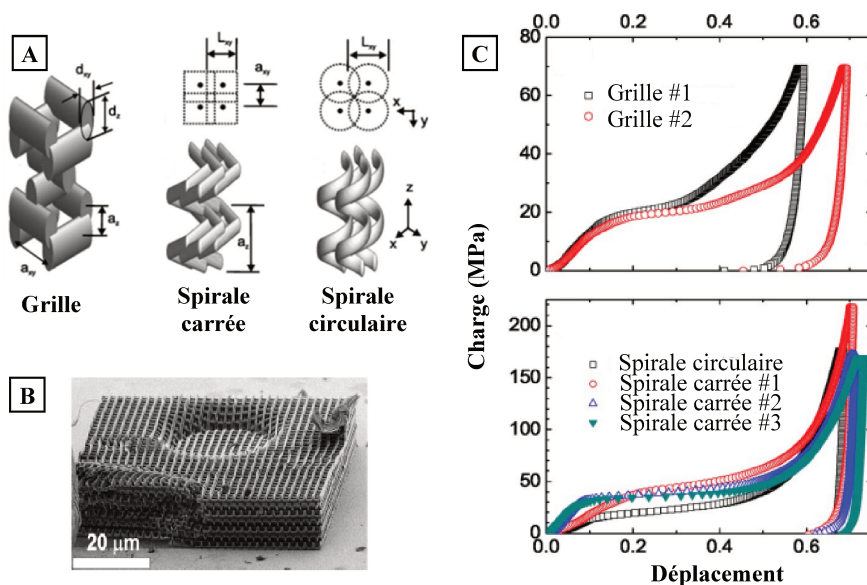 A
d_xy
d_z
a_z
a_xy
Grille
L_xy
a_xy
a_z
Spirale
carrée
L_xy
x
y
z
x
y
Spirale
circulaire
B
20 µm
C
0.0 0.2 0.4 0.6
80
60
40
20
0
Grille #1
Grille #2
Charge (MPa)
200
150
100
50
0
Spirale circulaire
Spirale carrée #1
Spirale carrée #2
Spirale carrée #3
0.0 0.2 0.4 0.6
Déplacement